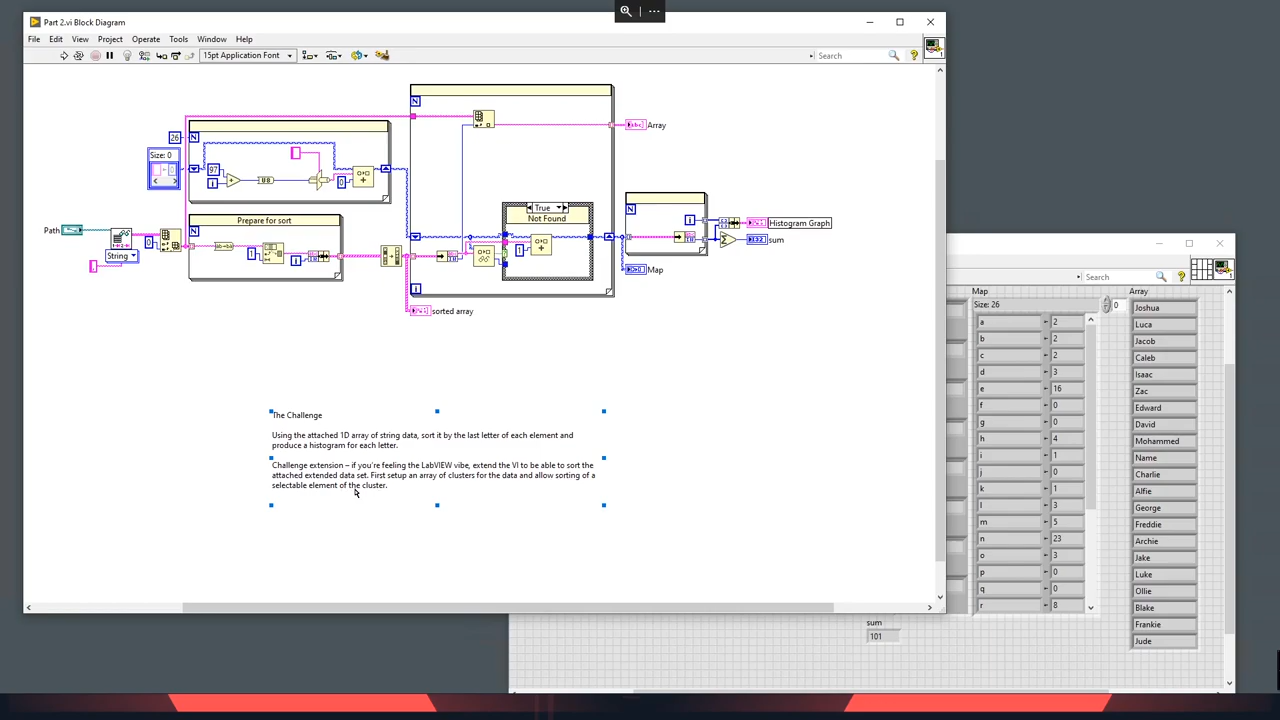 Part 2.vi Block Diagram
File Edit View Project Operate Tools Window Help
15pt Application Font
Search
26
Size: 0
97
0
Array
Prepare for sort
Path
String
0
1
True
Not Found
1
Histogram Graph
sum
Map
sorted array
The Challenge
Using the attached 1D array of string data, sort it by the last letter of each element and
produce a histogram for each letter.
Challenge extension – if you're feeling the LabVIEW vibe, extend the VI to be able to sort the
attached extended data set. First setup an array of clusters for the data and allow sorting of a
selectable element of the cluster.
Search
Map
Size: 26
a 2
b 2
c 2
d 3
e 16
f 0
g 0
h 4
i 1
j 0
k 1
l 3
m 5
n 23
o 3
p 0
q 0
r 8
Array
0
Joshua
Luca
Jacob
Caleb
Isaac
Zac
Edward
David
Mohammed
Name
Charlie
Alfie
George
Freddie
Archie
Jake
Luke
Ollie
Blake
Frankie
Jude
sum
101